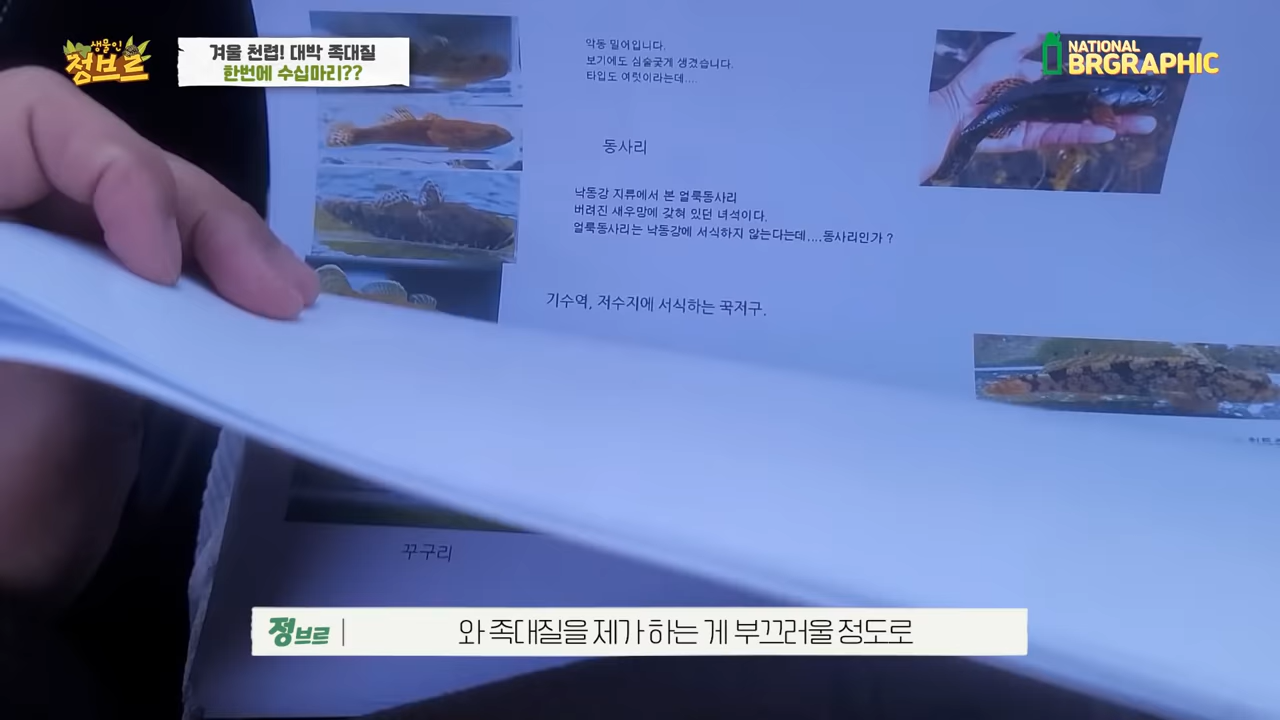 생물인
정브르
겨울 천렵! 대박 족대질
한번에 수십마리??
NATIONAL
BRGRAPHIC
악동 밀어입니다.
보기에도 심술궂게 생겼습니다.
타입도 여럿이라는데....
동사리
낙동강 지류에서 본 얼룩동사리
버려진 새우망에 갖혀 있던 녀석이다.
얼룩동사리는 낙동강에 서식하지 않는다는데....동사리인가 ?
기수역, 저수지에 서식하는 꾹저구.
꾸구리
정브르 | 와 족대질을 제가 하는 게 부끄러울 정도로